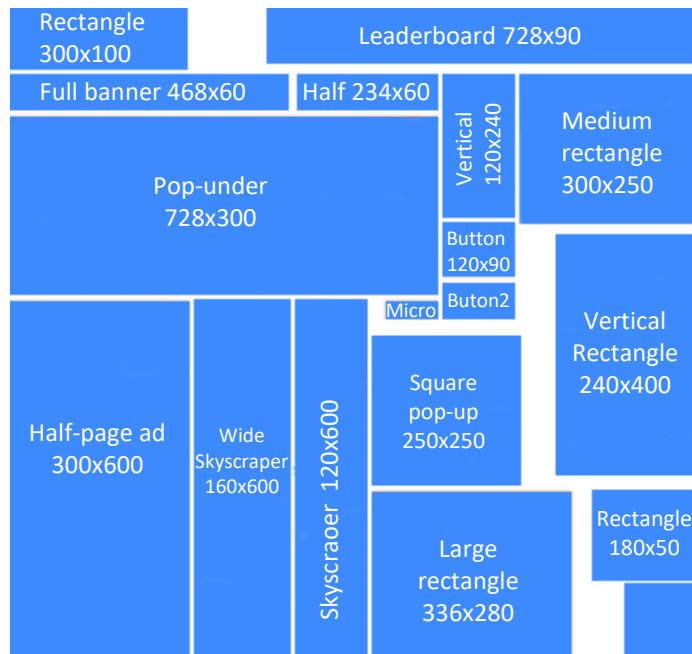 Rectangle
300x100
Leaderboard 728x90
Full banner 468x60
Half 234x60
Vertical
120x240
Medium
rectangle
300x250
Pop-under
728x300
Button
120x90
Buton2
Micro
Vertical
Rectangle
240x400
Half-page ad
300x600
Wide
Skyscraper
160x600
Skyscraoer 120x600
Square
pop-up
250x250
Large
rectangle
336x280
Rectangle
180x50